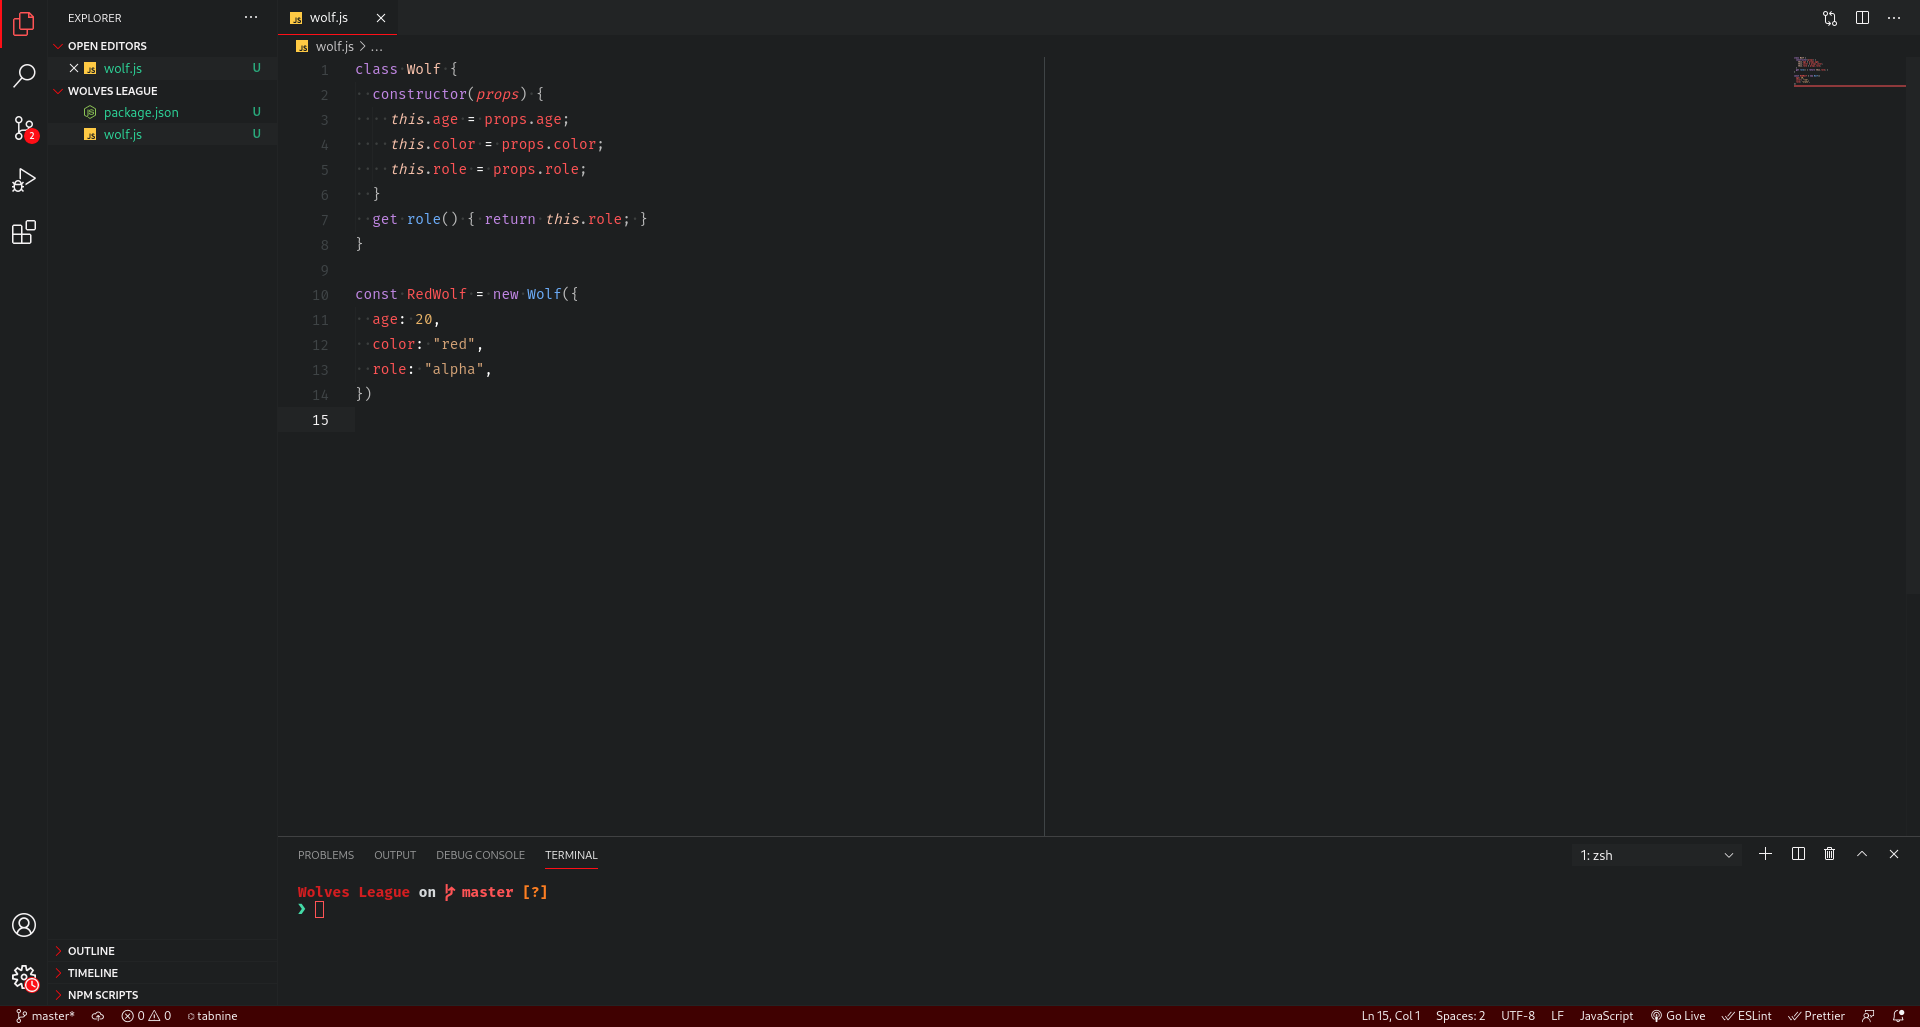 EXPLORER
OPEN EDITORS
wolf.js U
WOLVES LEAGUE
package.json U
wolf.js U
2
OUTLINE
TIMELINE
NPM SCRIPTS
wolf.js
wolf.js > ...
1 class Wolf {
2 constructor(props) {
3 this.age = props.age;
4 this.color = props.color;
5 this.role = props.role;
6 }
7 get role() { return this.role; }
8 }
9
10 const RedWolf = new Wolf({
11 age: 20,
12 color: "red",
13 role: "alpha",
14 })
15
PROBLEMS OUTPUT DEBUG CONSOLE TERMINAL 1: zsh
Wolves League on master [?]
❯
master* 0 0 tabnine Ln 15, Col 1 Spaces: 2 UTF-8 LF JavaScript Go Live ESLint Prettier